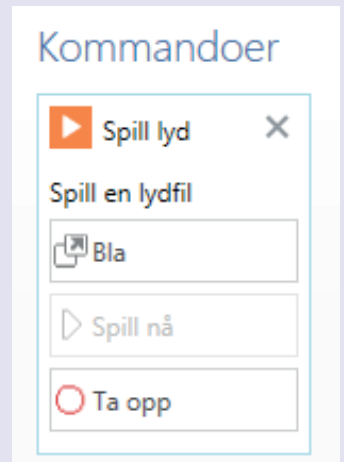 Kommandoer
Spill lyd
Spill en lydfil
Bla
Spill nå
Ta opp